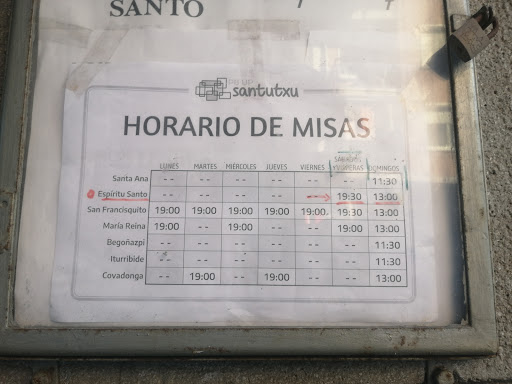 SANTO
UP
santutxu
HORARIO DE MISAS
LUNES MARTES MIÉRCOLES JUEVES VIERNES SÁBADOS Y VÍSPERAS DOMINGOS
Santa Ana -- -- -- -- -- -- 11:30
Espíritu Santo -- -- -- -- -- 19:30 13:00
San Francisquito 19:00 19:00 19:00 19:00 19:00 19:30 13:00
María Reina 19:00 -- 19:00 -- -- 19:00 13:00
Begoñazpi -- -- -- -- -- -- 11:30
Iturribide -- -- -- -- -- -- 11:30
Covadonga -- 19:00 -- 19:00 -- -- 13:00